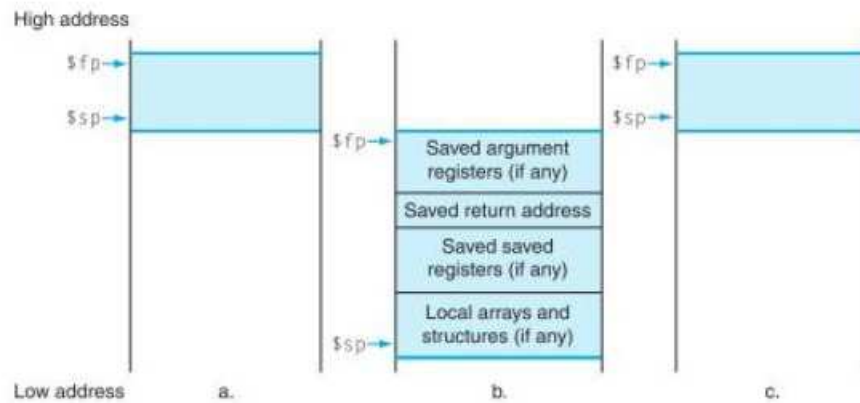 High address
$fp
$sp
$fp
Saved argument
registers (if any)
Saved return address
Saved saved
registers (if any)
Local arrays and
structures (if any)
$sp
$fp
$sp
Low address
a.
b.
c.